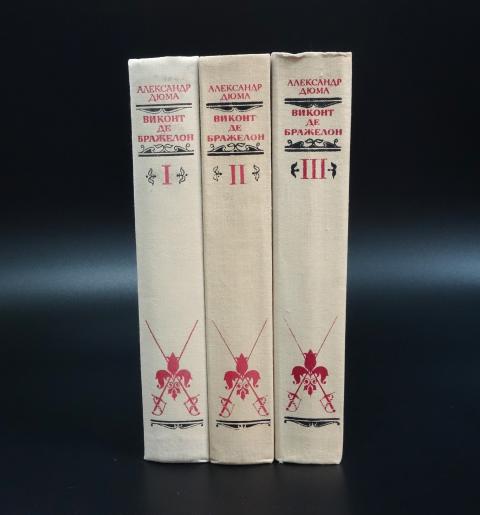 АЛЕКСАНДР
ДЮМА
ВИКОНТ
ДЕ
БРАЖЕЛОН
I
АЛЕКСАНДР
ДЮМА
ВИКОНТ
ДЕ
БРАЖЕЛОН
II
АЛЕКСАНДР
ДЮМА
ВИКОНТ
ДЕ
БРАЖЕЛОН
III